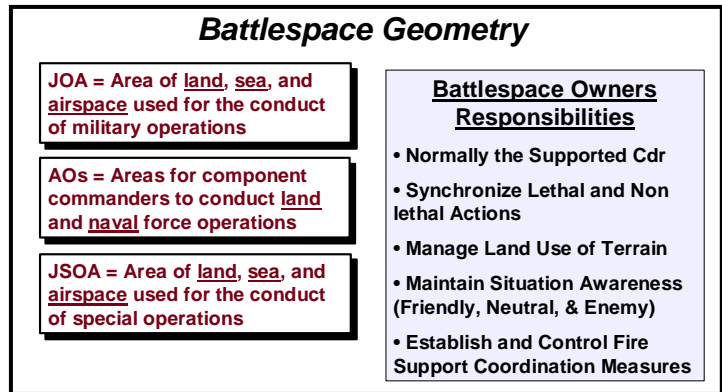 Battlespace Geometry
JOA = Area of land, sea, and
airspace used for the conduct
of military operations
AOs = Areas for component
commanders to conduct land
and naval force operations
JSOA = Area of land, sea, and
airspace used for the conduct
of special operations
Battlespace Owners
Responsibilities
• Normally the Supported Cdr
• Synchronize Lethal and Non
lethal Actions
• Manage Land Use of Terrain
• Maintain Situation Awareness
(Friendly, Neutral, & Enemy)
• Establish and Control Fire
Support Coordination Measures